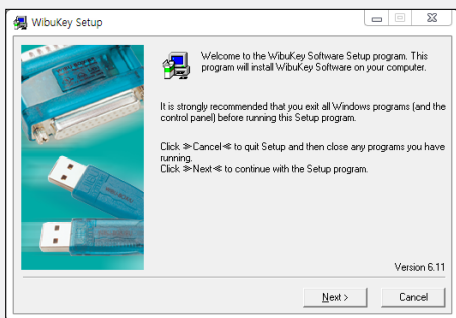 WibuKey Setup
Welcome to the WibuKey Software Setup program. This
program will install WibuKey Software on your computer.
It is strongly recommended that you exit all Windows programs (and the
control panel) before running this Setup program.
Click ≫Cancel≪ to quit Setup and then close any programs you have
running.
Click ≫Next≪ to continue with the Setup program.
Version 6.11
Next >
Cancel